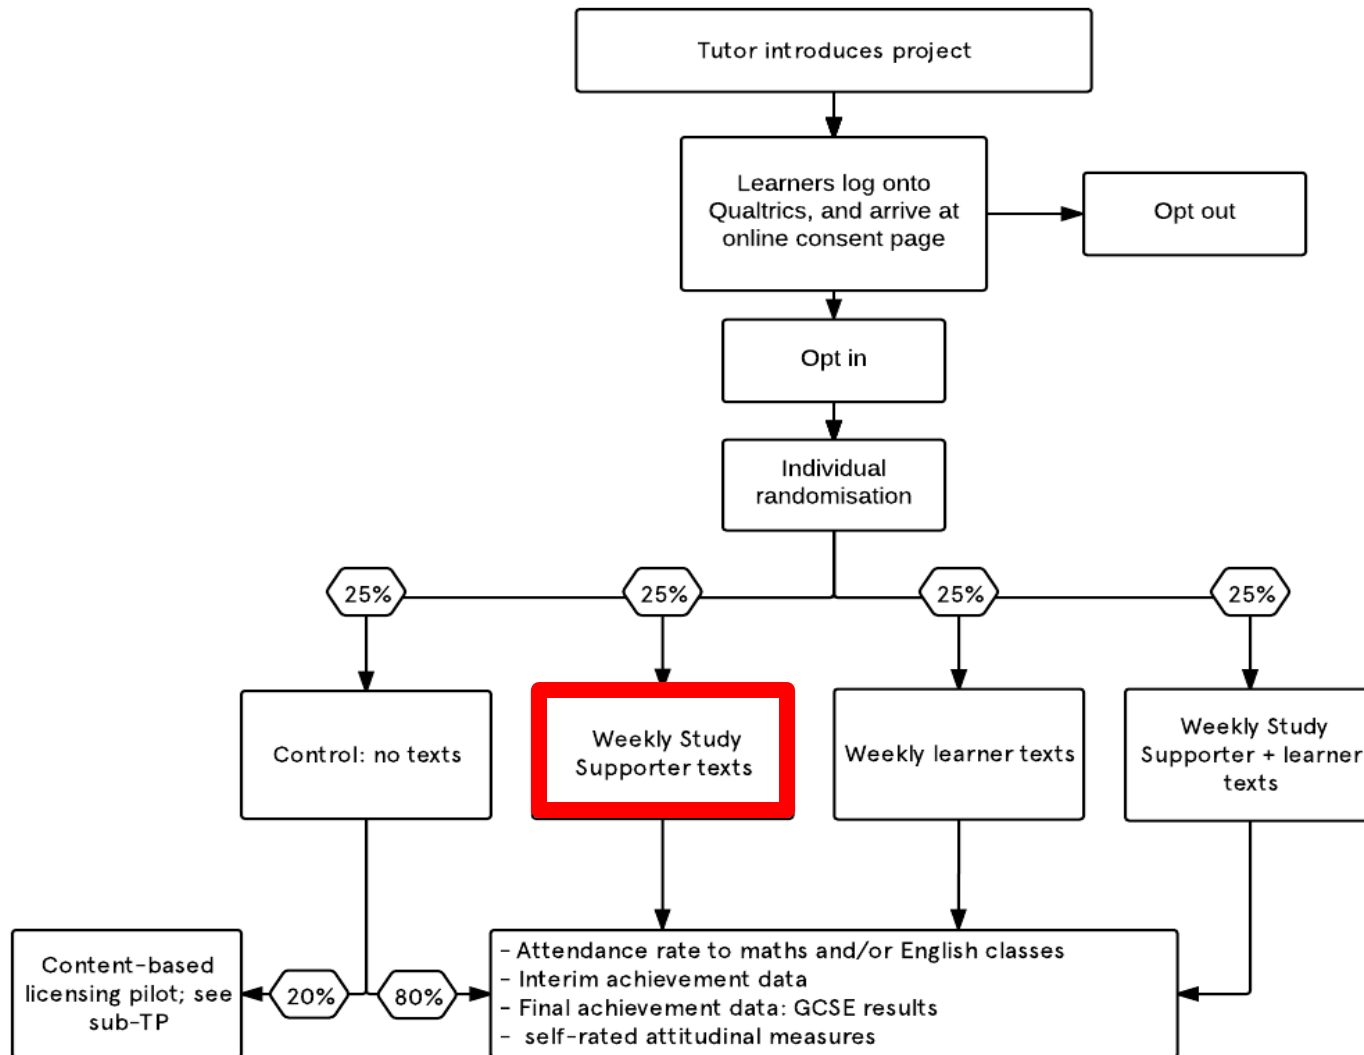 Tutor introduces project
Learners log onto
Qualtrics, and arrive at
online consent page
Opt out
Opt in
Individual
randomisation
25%
25%
25%
25%
Control: no texts
Weekly Study
Supporter texts
Weekly learner texts
Weekly Study
Supporter + learner
texts
Content-based
licensing pilot; see
sub-TP
20%
80%
- Attendance rate to maths and/or English classes
- Interim achievement data
- Final achievement data: GCSE results
- self-rated attitudinal measures